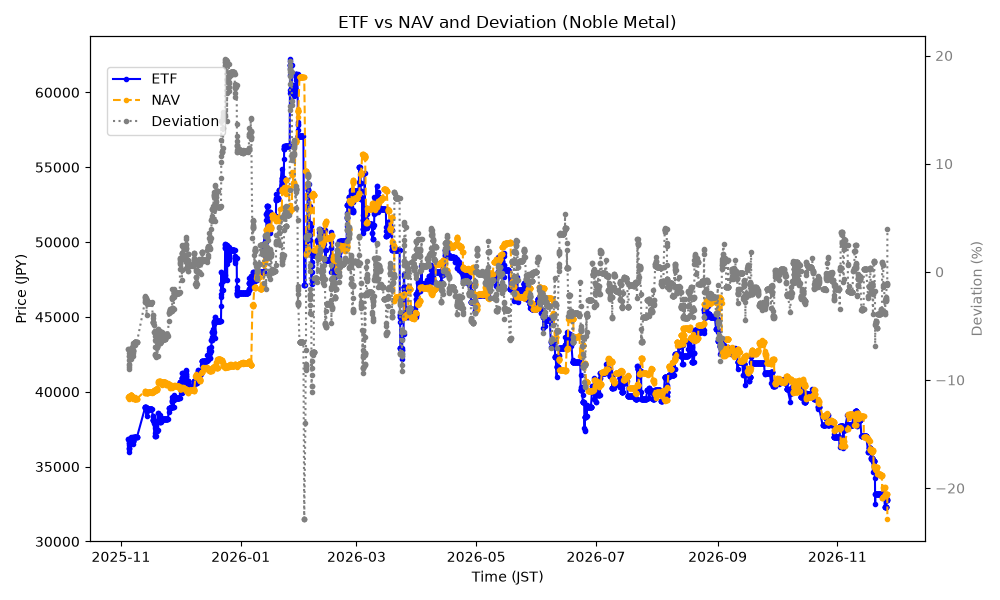 ETF vs NAV and Deviation (Noble Metal)
ETF
NAV
Deviation
Price (JPY)
60000
55000
50000
45000
40000
35000
30000
20
10
0
−10
−20
Deviation (%)
2025-11
2026-01
2026-03
2026-05
2026-07
2026-09
2026-11
Time (JST)